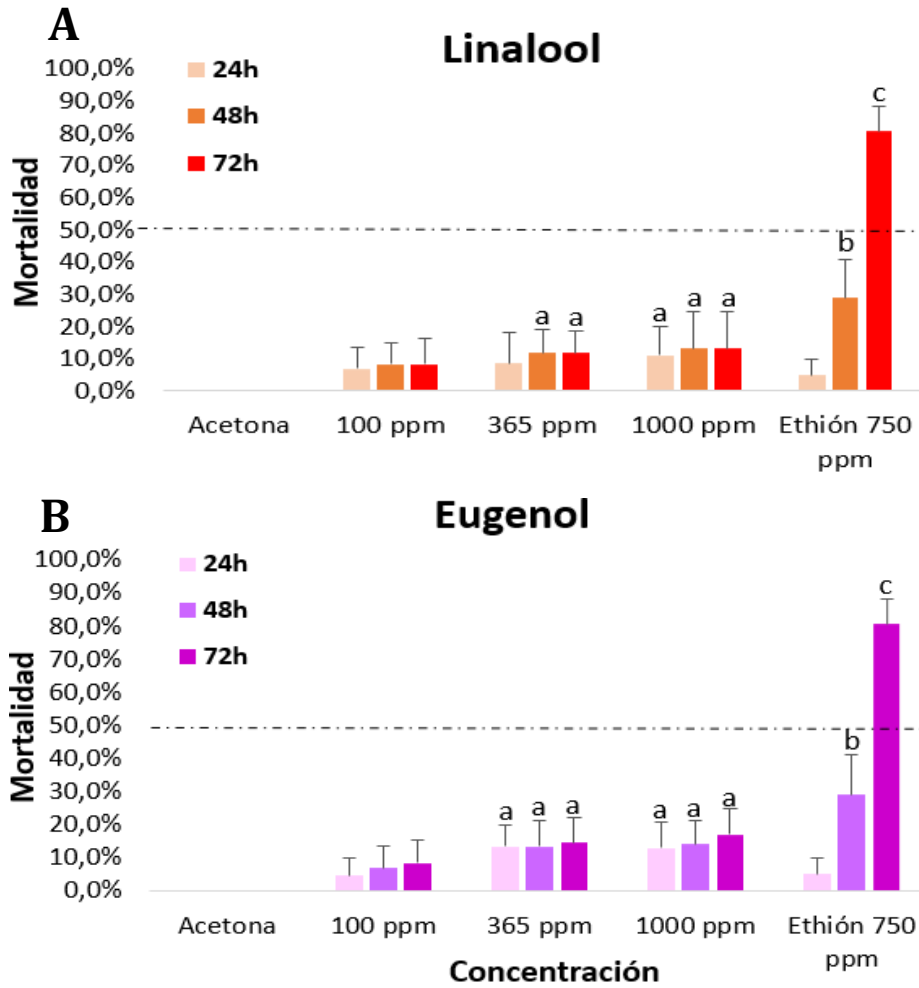 A
Linalool
100,0%
90,0%
80,0%
70,0%
60,0%
50,0%
40,0%
30,0%
20,0%
10,0%
0,0%
Mortalidad
24h
48h
72h
a a
a a a
b
c
Acetona 100 ppm 365 ppm 1000 ppm Ethión 750
ppm
B
Eugenol
100,0%
90,0%
80,0%
70,0%
60,0%
50,0%
40,0%
30,0%
20,0%
10,0%
0,0%
Mortalidad
24h
48h
72h
a a a
a a a
b
c
Acetona 100 ppm 365 ppm 1000 ppm Ethión 750
ppm
Concentración